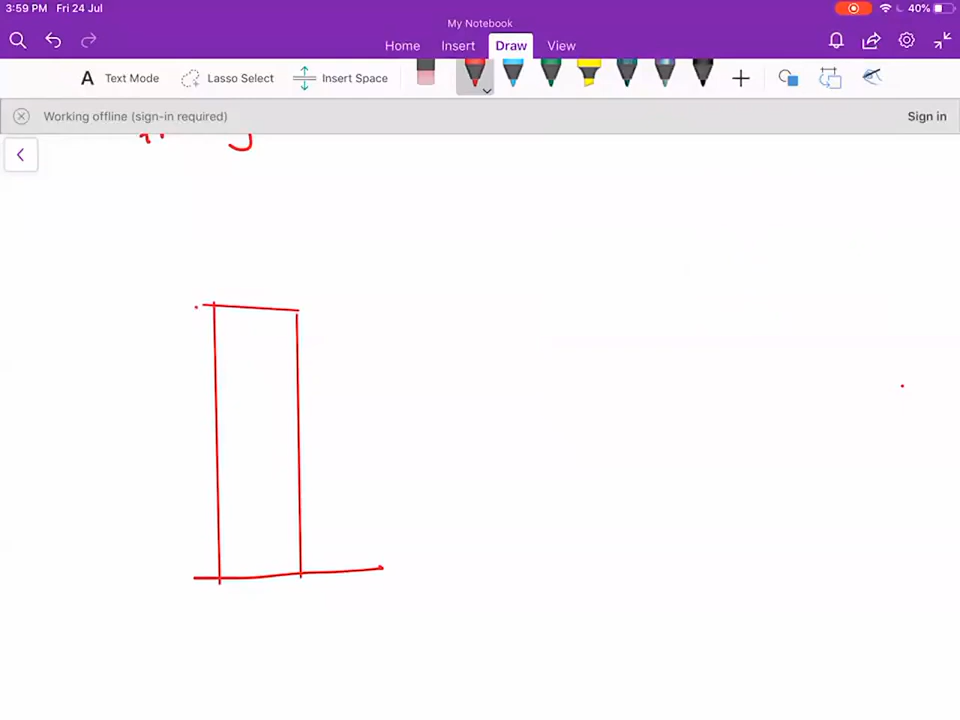 3:59 PM Fri 24 Jul
40%
My Notebook
Home Insert Draw View
A Text Mode Lasso Select Insert Space
Working offline (sign-in required) Sign in